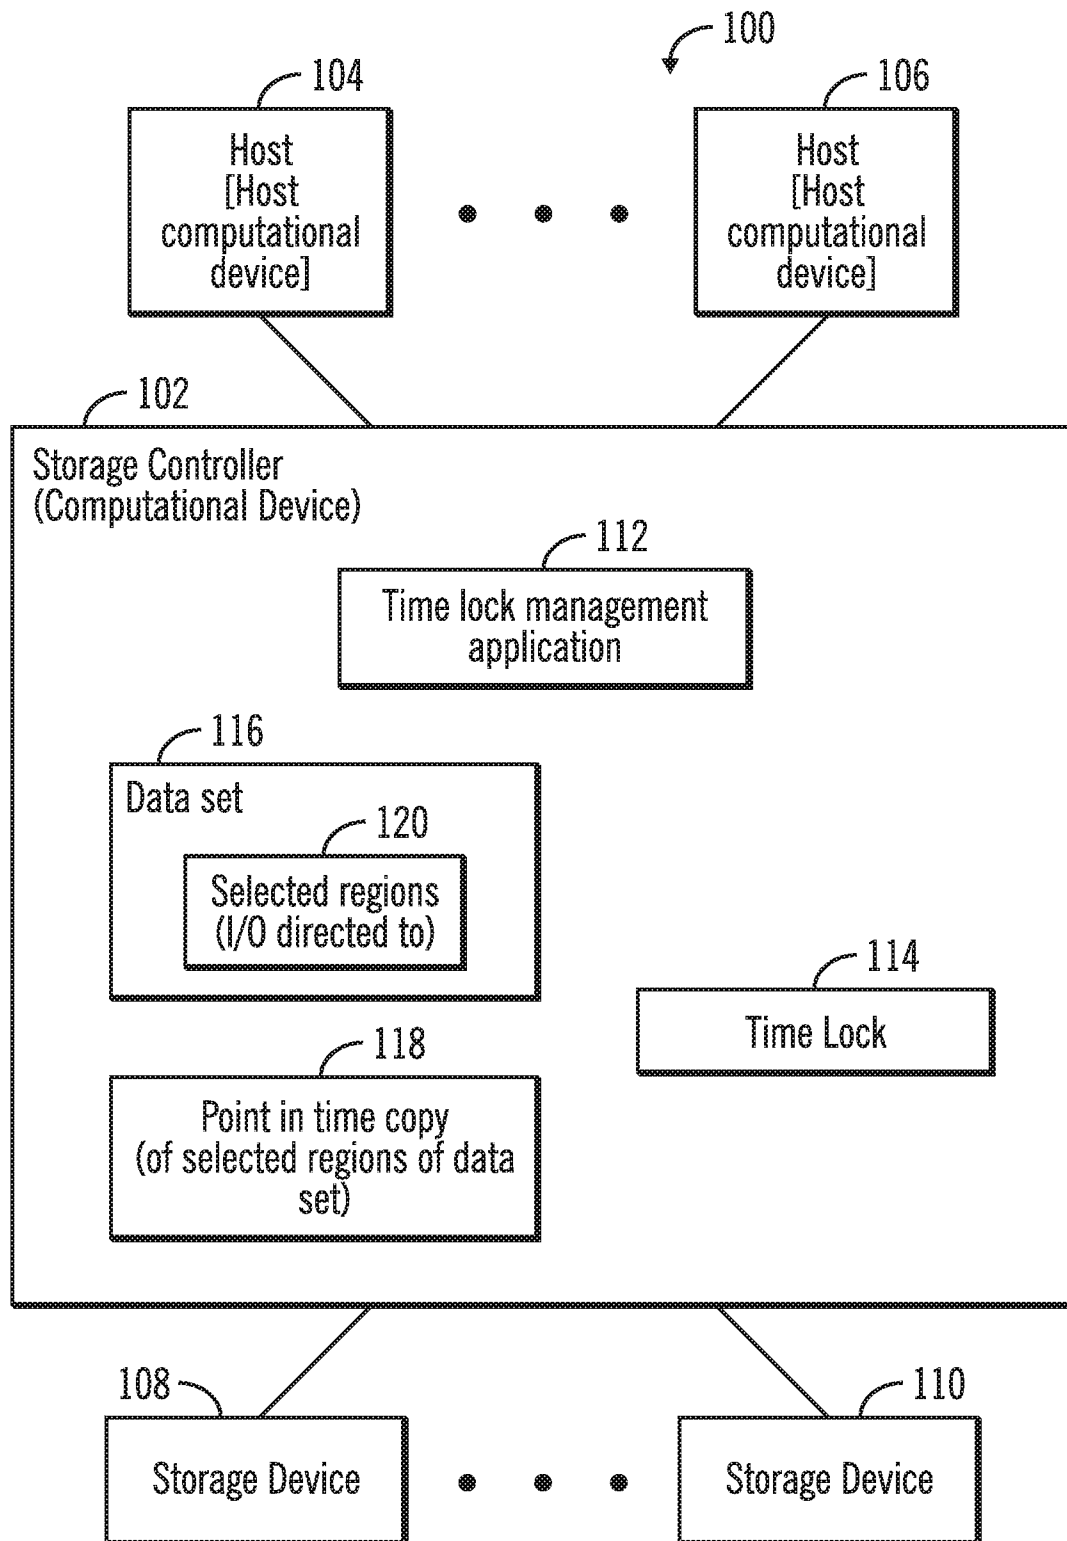 100
104
106
Host
[Host
computational
device]
Host
[Host
computational
device]
102
Storage Controller
(Computational Device)
112
Time lock management
application
116
Data set
120
Selected regions
(I/O directed to)
114
Time Lock
118
Point in time copy
(of selected regions of data
set)
108
110
Storage Device
Storage Device